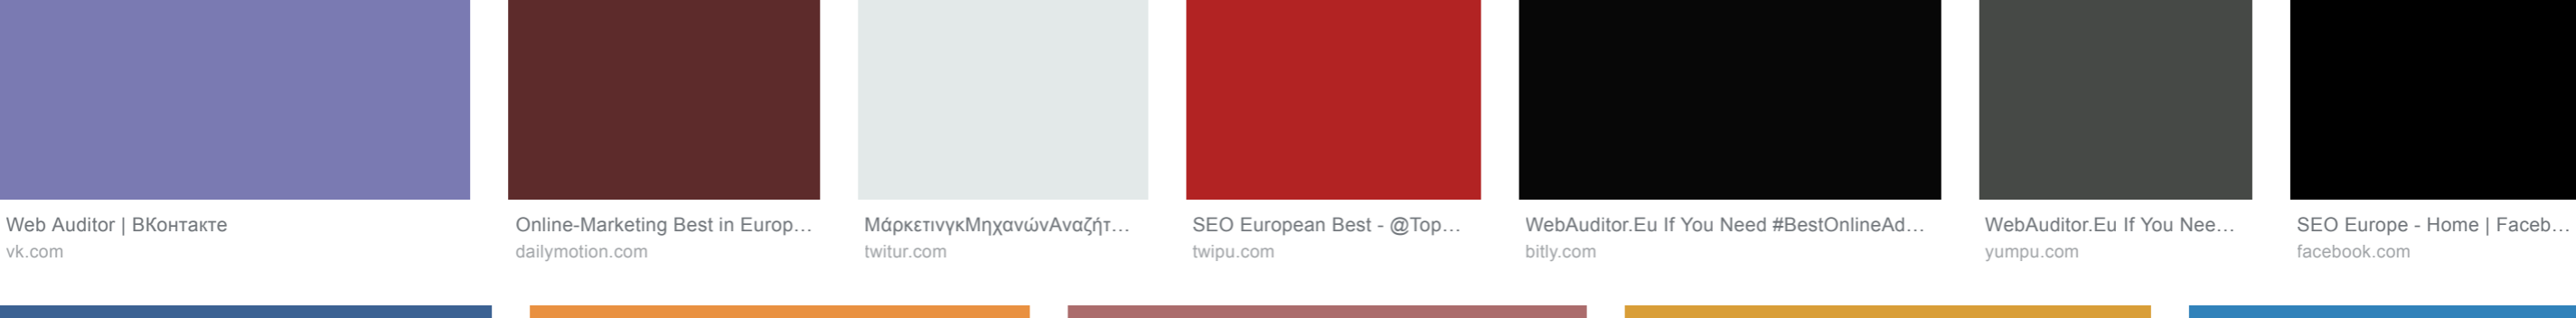 Web Auditor | ВКонтакте
vk.com
Online-Marketing Best in Europ...
dailymotion.com
ΜάρκετινγκΜηχανώνΑναζήτ...
twitur.com
SEO European Best - @Top...
twipu.com
WebAuditor.Eu If You Need #BestOnlineAd...
bitly.com
WebAuditor.Eu If You Nee...
yumpu.com
SEO Europe - Home | Faceb...
facebook.com